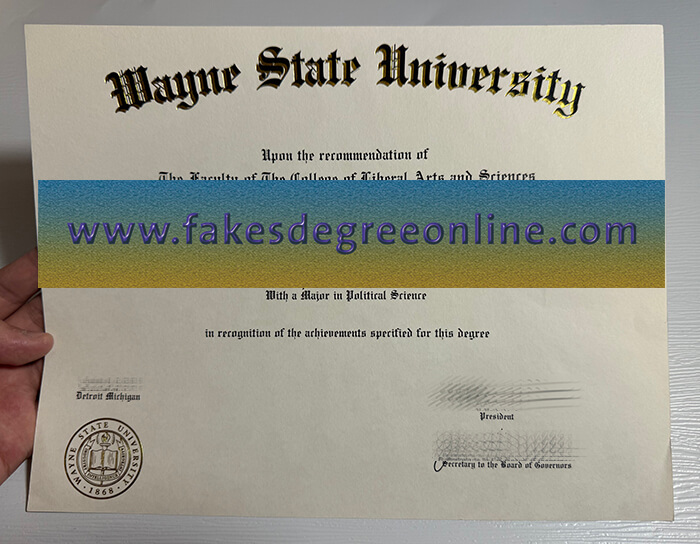 Wayne State University
Upon the recommendation of
The Faculty of The College of Liberal Arts and Sciences
www.fakesdegreeonline.com
With a Major in Political Science
in recognition of the achievements specified for this degree
Detroit Michigan
President
Secretary to the Board of Governors
WAYNE STATE UNIVERSITY
1868